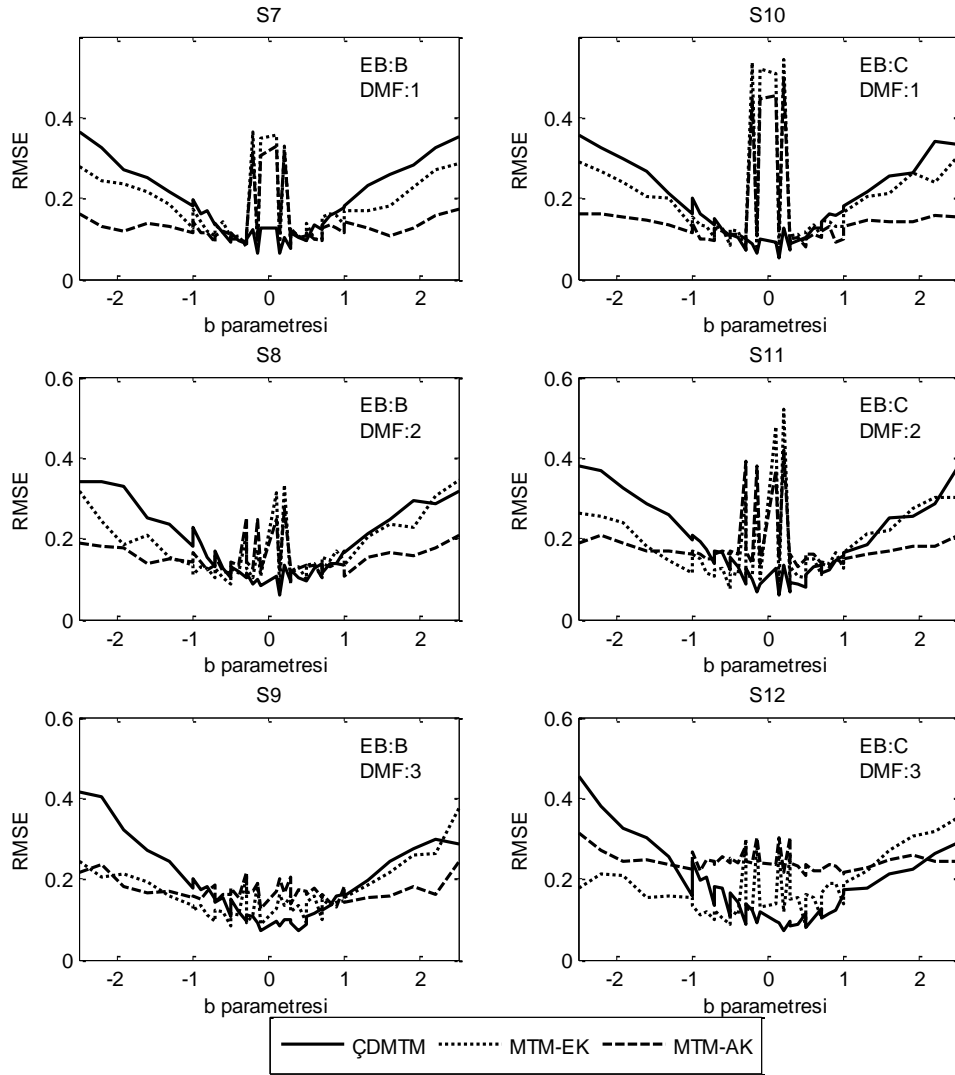 S7
EB:B
DMF:1
RMSE
0.4
0.2
0
-2 -1 0 1 2
b parametresi
S10
EB:C
DMF:1
RMSE
0.4
0.2
0
-2 -1 0 1 2
b parametresi
S8
EB:B
DMF:2
RMSE
0.6
0.4
0.2
0
-2 -1 0 1 2
b parametresi
S11
EB:C
DMF:2
RMSE
0.6
0.4
0.2
0
-2 -1 0 1 2
b parametresi
S9
EB:B
DMF:3
RMSE
0.6
0.4
0.2
0
-2 -1 0 1 2
b parametresi
S12
EB:C
DMF:3
RMSE
0.6
0.4
0.2
0
-2 -1 0 1 2
b parametresi
ÇDMTM MTM-EK MTM-AK